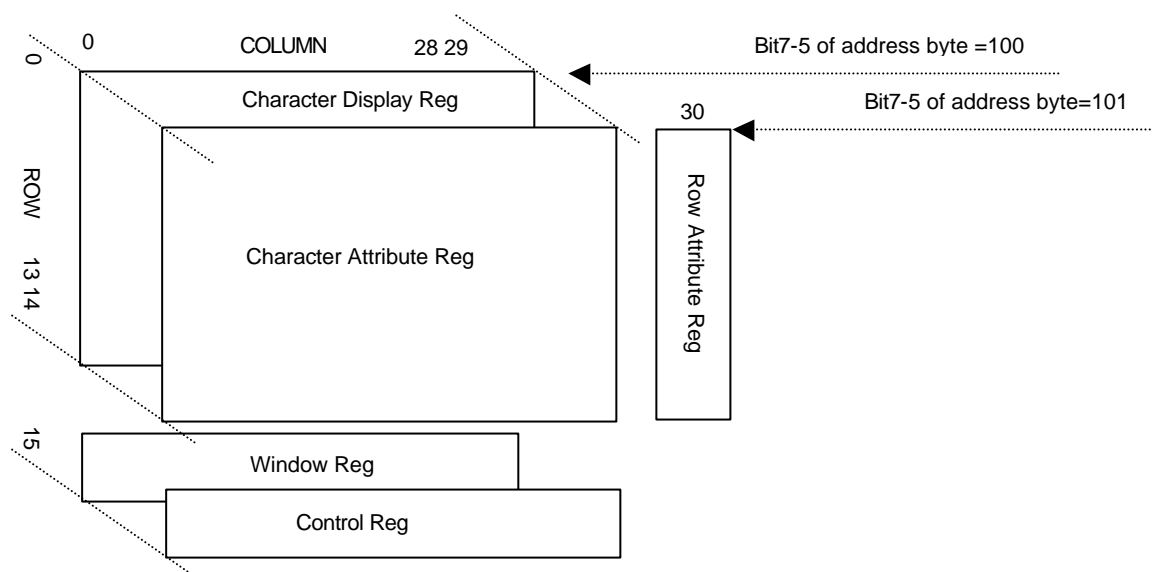 0 COLUMN 28 29
Bit7-5 of address byte =100
Bit7-5 of address byte=101
30
0
ROW
13 14
15
Character Display Reg
Character Attribute Reg
Row Attribute Reg
Window Reg
Control Reg